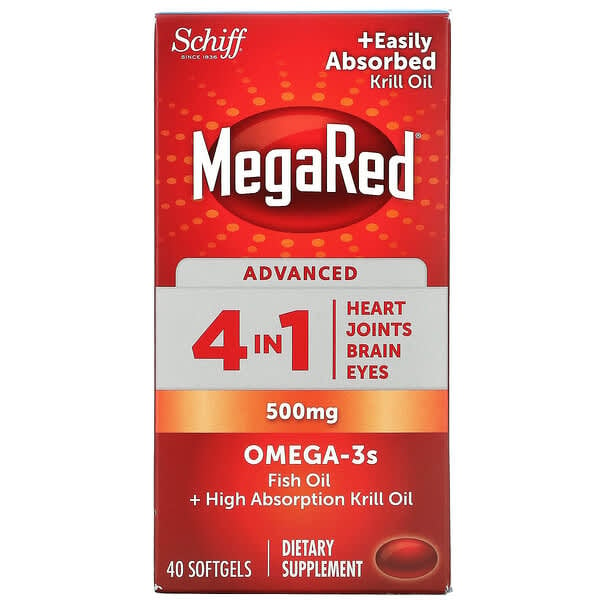 Schiff
SINCE 1936
+Easily
Absorbed
Krill Oil
MegaRed®
ADVANCED
4 IN 1
HEART
JOINTS
BRAIN
EYES
500mg
OMEGA-3s
Fish Oil
+ High Absorption Krill Oil
40 SOFTGELS
DIETARY
SUPPLEMENT